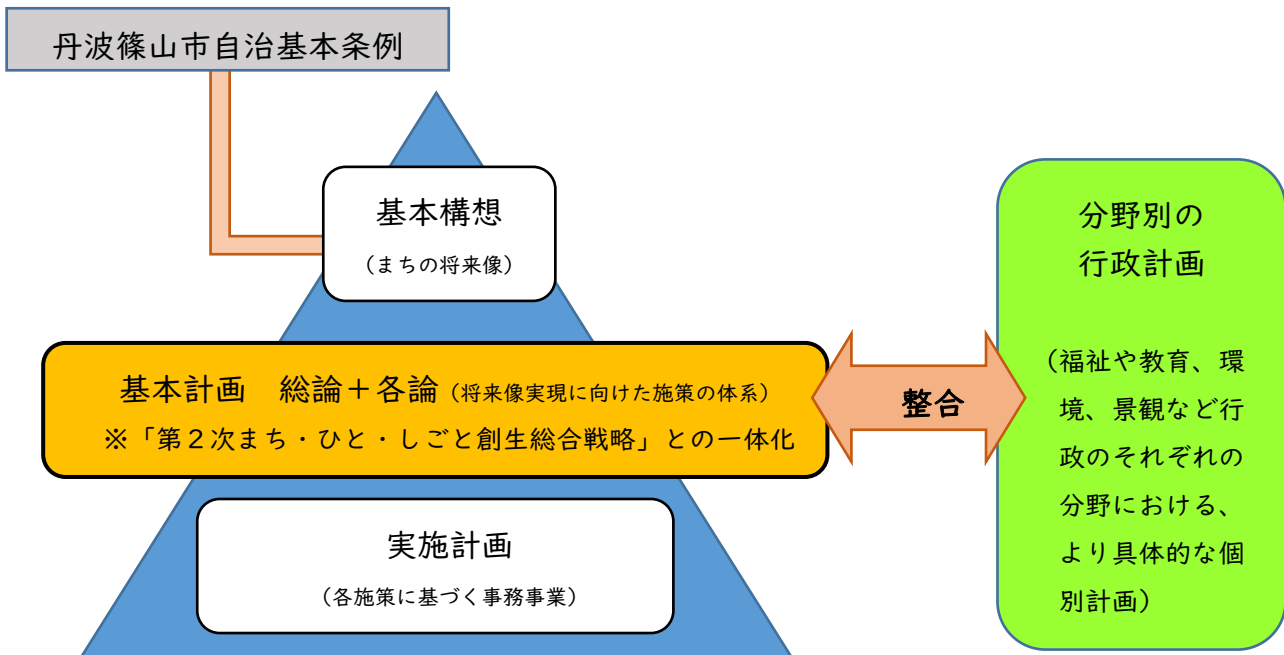 丹波篠山市自治基本条例
基本構想
（まちの将来像）
基本計画　総論＋各論（将来像実現に向けた施策の体系）
※「第２次まち・ひと・しごと創生総合戦略」との一体化
実施計画
（各施策に基づく事務事業）
整合
分野別の
行政計画
（福祉や教育、環
境、景観など行
政のそれぞれの
分野における、
より具体的な個
別計画）